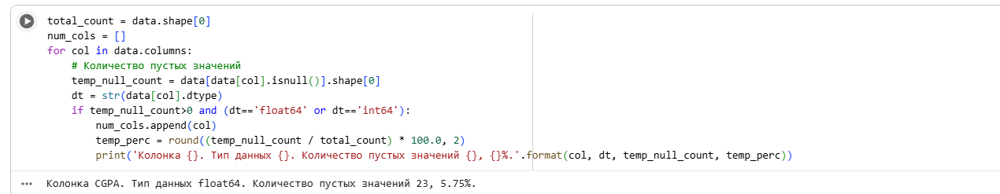 total_count = data.shape[0]
num_cols = []
for col in data.columns:
    # Количество пустых значений
    temp_null_count = data[data[col].isnull()].shape[0]
    dt = str(data[col].dtype)
    if temp_null_count>0 and (dt=='float64' or dt=='int64'):
        num_cols.append(col)
        temp_perc = round((temp_null_count / total_count) * 100.0, 2)
        print('Колонка {}. Тип данных {}. Количество пустых значений {}, {}%.'.format(col, dt, temp_null_count, temp_perc))
Колонка CGPA. Тип данных float64. Количество пустых значений 23, 5.75%.